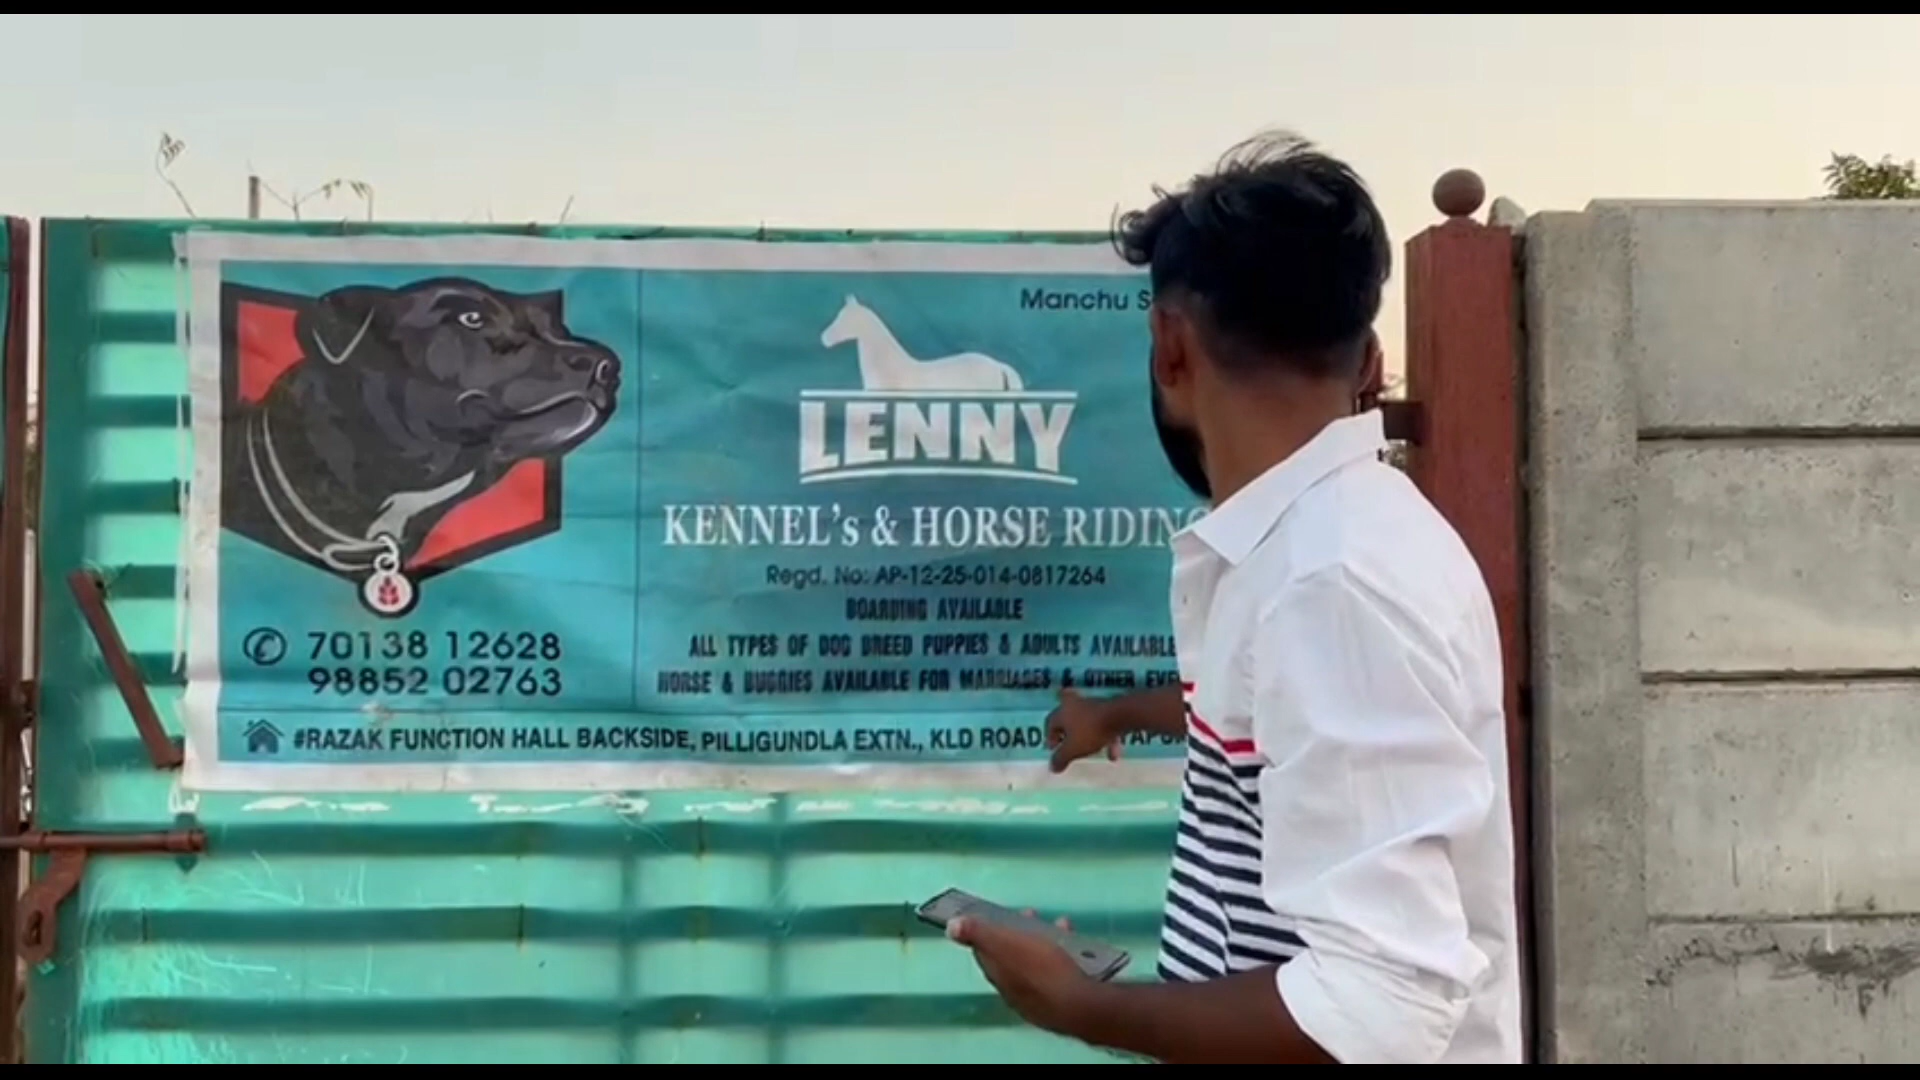 Manchu
LENNY
KENNEL's & HORSE RIDING
Regd. No: AP-12-25-014-0817264
BOARDING AVAILABLE
ALL TYPES OF DOG BREED PUPPIES & ADULTS AVAILABLE
HORSE & BUGGIES AVAILABLE FOR MARRIAGES & OTHER
70138 12628
98852 02763
#RAZAK FUNCTION HALL BACKSIDE, PILLIGUNDLA EXTN., KLD ROAD